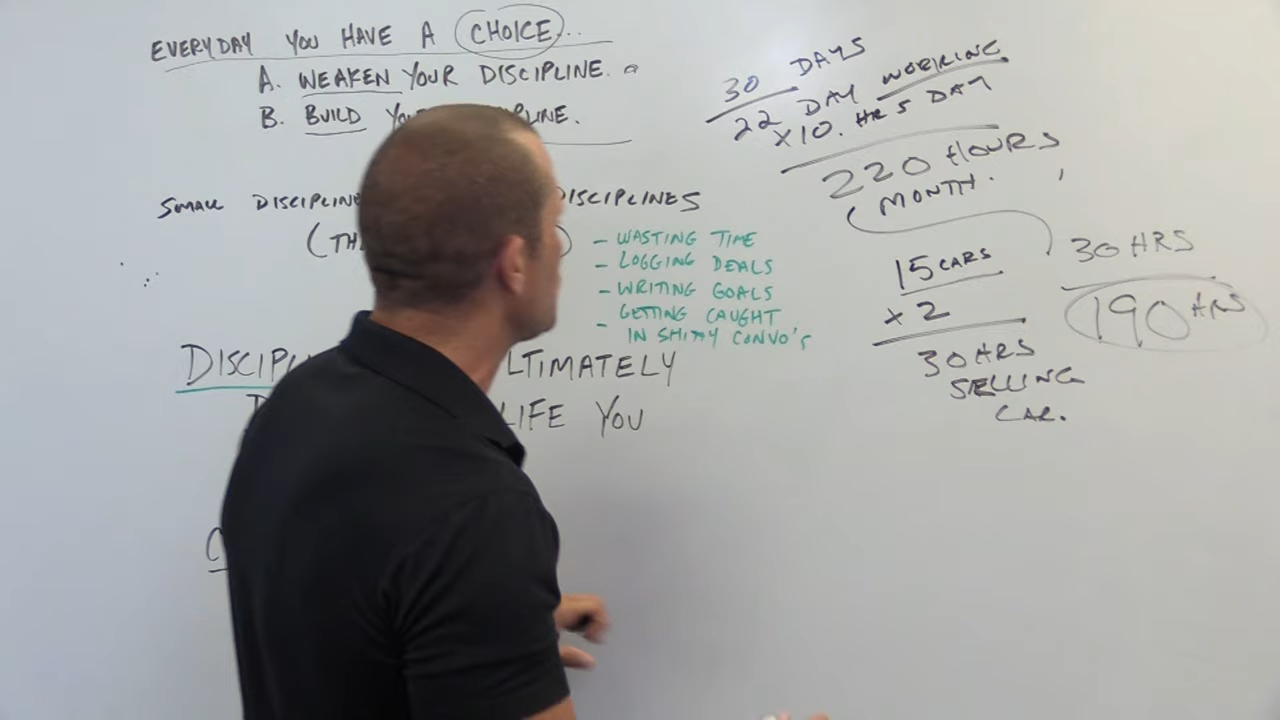 EVERYDAY YOU HAVE A CHOICE...
A. WEAKEN YOUR DISCIPLINE.
B. BUILD
SMALL DISCIPLINES
- WASTING TIME
- LOGGING DEALS
- WRITING GOALS
- GETTING CAUGHT
IN SHITTY CONVO'S
LIFE YOU
30 DAYS
22 DAY WORKING
x10. HRS DAY
220 HOURS
(MONTH.
15 CARS
x 2
30 HRS
SELLING
CAR.
30 HRS
190 HRS